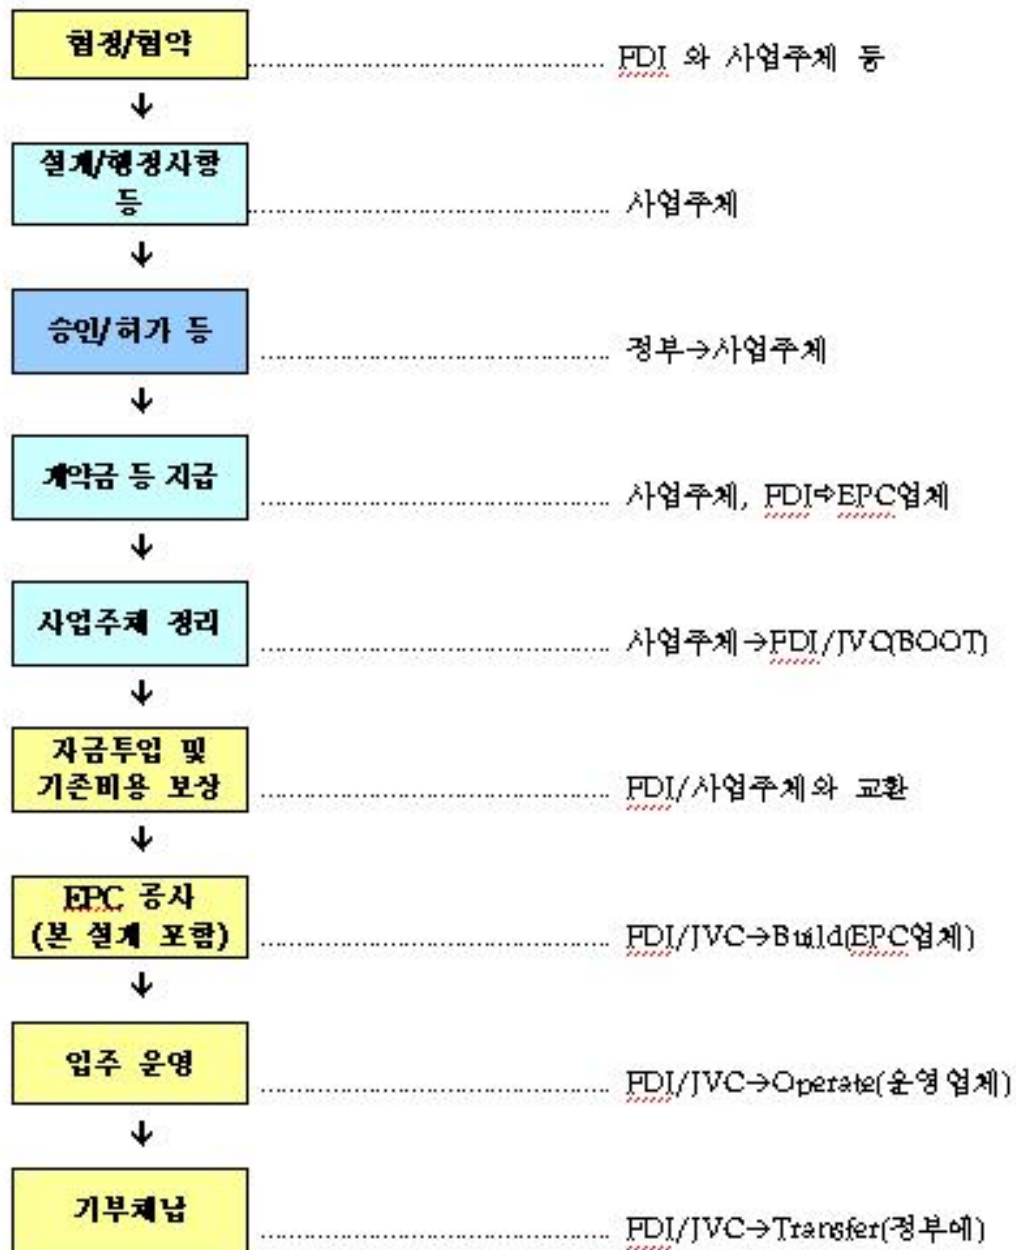 협정/협약
FDI 와 사업주체 등
설계/행정사항
등
사업주체
승인/허가 등
정부→사업주체
계약금 등 지급
사업주체, FDI⇨EPC업체
사업주체 정리
사업주체→FDI/JVC(BOOT)
자금투입 및
기존비용 보상
FDI/사업주체와 교환
EPC 공사
(본 설계 포함)
FDI/JVC→Build(EPC업체)
입주 운영
FDI/JVC→Operate(운영업체)
기부채납
FDI/JVC→Transfer(정부에)